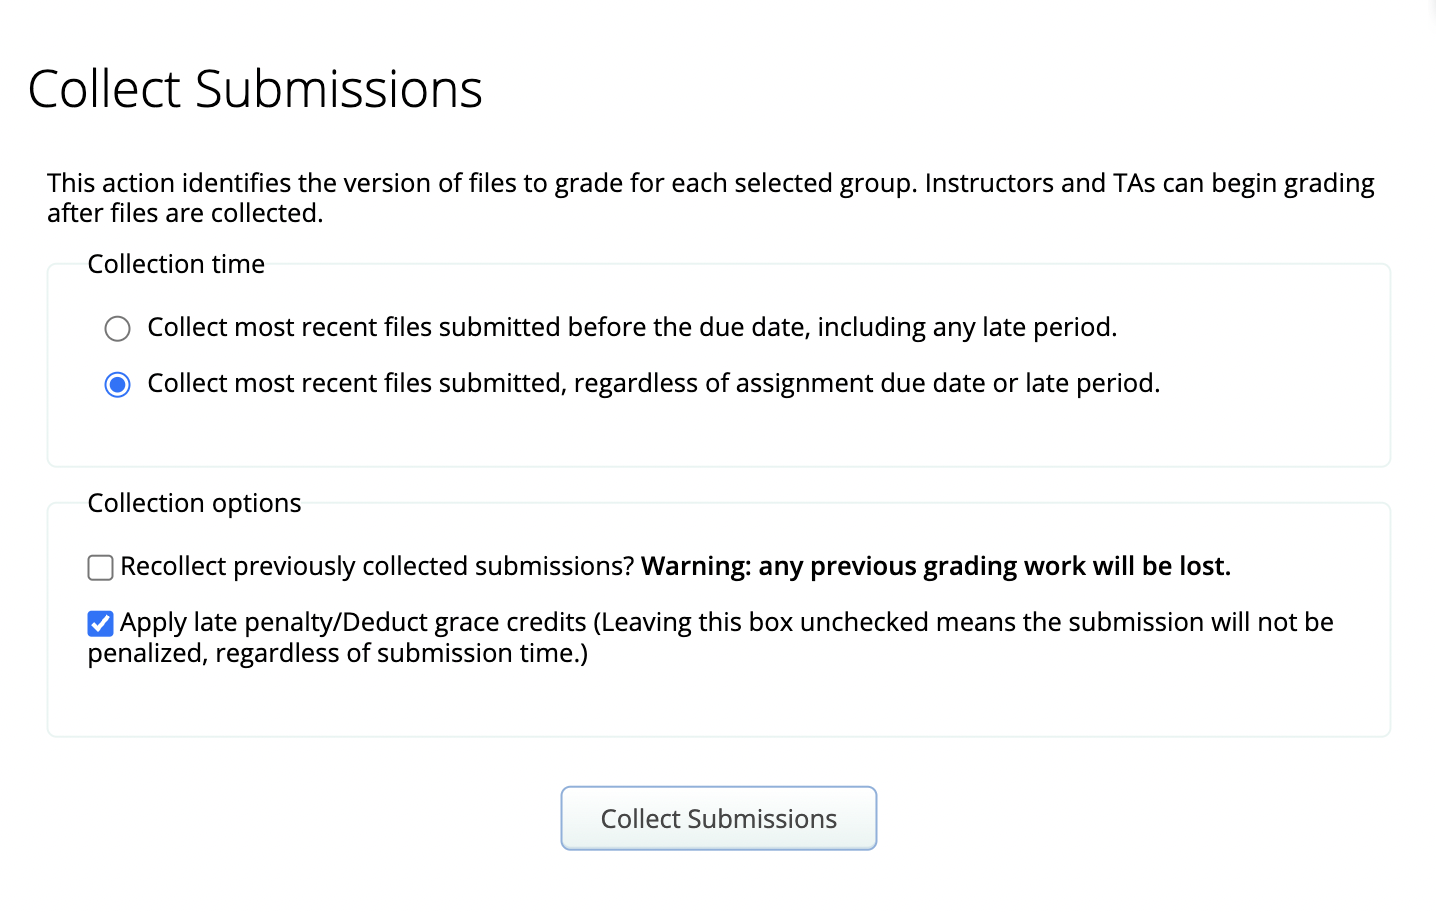 Collect Submissions
This action identifies the version of files to grade for each selected group. Instructors and TAs can begin grading
after files are collected.
Collection time
Collect most recent files submitted before the due date, including any late period.
Collect most recent files submitted, regardless of assignment due date or late period.
Collection options
Recollect previously collected submissions? Warning: any previous grading work will be lost.
Apply late penalty/Deduct grace credits (Leaving this box unchecked means the submission will not be
penalized, regardless of submission time.)
Collect Submissions